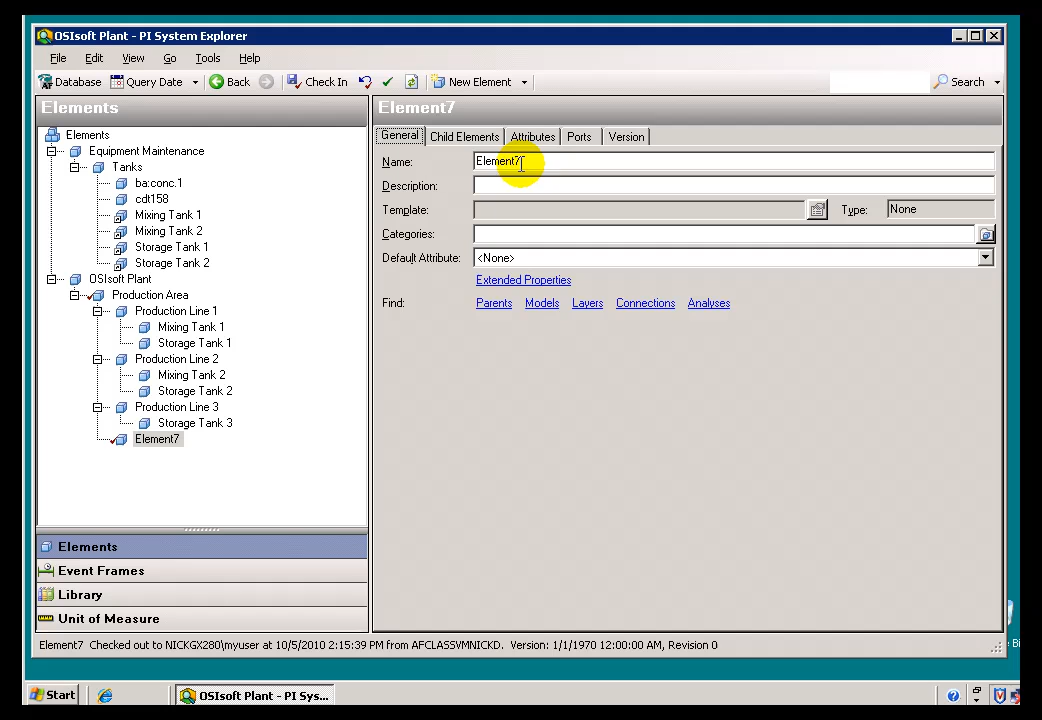 OSIsoft Plant - PI System Explorer
File Edit View Go Tools Help
Database Query Date Back Check In New Element Search
Elements
Elements
Equipment Maintenance
Tanks
ba:conc.1
cdt158
Mixing Tank 1
Mixing Tank 2
Storage Tank 1
Storage Tank 2
OSIsoft Plant
Production Area
Production Line 1
Mixing Tank 1
Storage Tank 1
Production Line 2
Mixing Tank 2
Storage Tank 2
Production Line 3
Storage Tank 3
Element7
Elements
Event Frames
Library
Unit of Measure
Element7
General Child Elements Attributes Ports Version
Name: Element7
Description:
Template: Type: None
Categories:
Default Attribute: <None>
Extended Properties
Find: Parents Models Layers Connections Analyses
Element7 Checked out to NICKGX280\myuser at 10/5/2010 2:15:39 PM from AFCLASSVMNICKD. Version: 1/1/1970 12:00:00 AM, Revision 0
Start OSIsoft Plant - PI Sys...